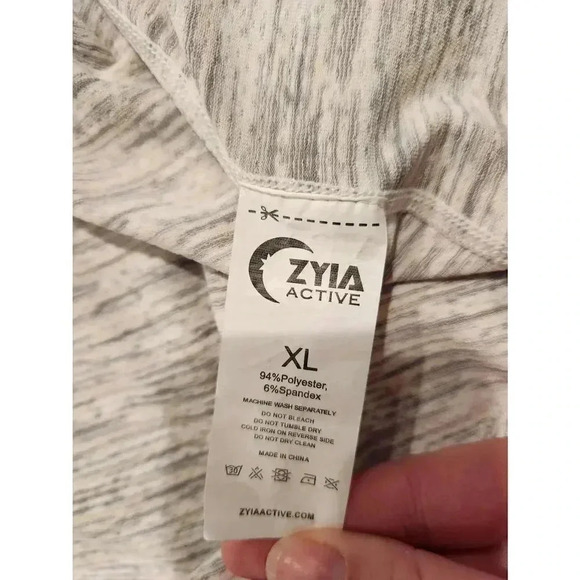 ZYIA
ACTIVE
XL
94%Polyester,
6%Spandex
MACHINE WASH SEPARATELY
DO NOT BLEACH
DO NOT TUMBLE DRY
COLD IRON ON REVERSE SIDE
DO NOT DRY CLEAN
MADE IN CHINA
30
ZYIAACTIVE.COM